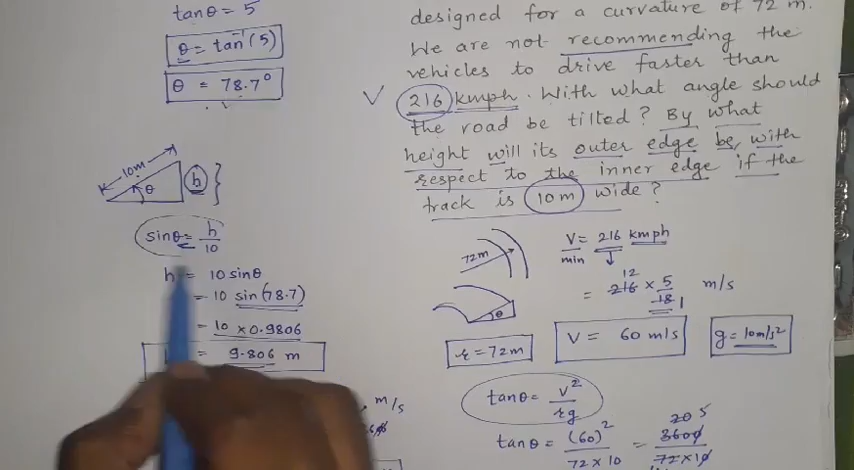 tanθ = 5
θ = tan⁻¹(5)
θ = 78.7°
10m
θ
h
sinθ = h/10
h = 10 sinθ
= 10 sin(78.7)
= 10 × 0.9806
= 9.806 m
m/s
designed for a curvature of 72 m.
We are not recommending the
vehicles to drive faster than
216 kmph. With what angle should
the road be tilted? By what
height will its outer edge be, with
respect to the inner edge if the
track is 10m wide?
72m
θ
V min = 216 kmph
= 12 216 × 5/18 1 m/s
r = 72m
V = 60 m/s
g = 10m/s²
tanθ = V²/rg
tanθ = (60)²/72 × 10 = 20 5 3600/72 × 10